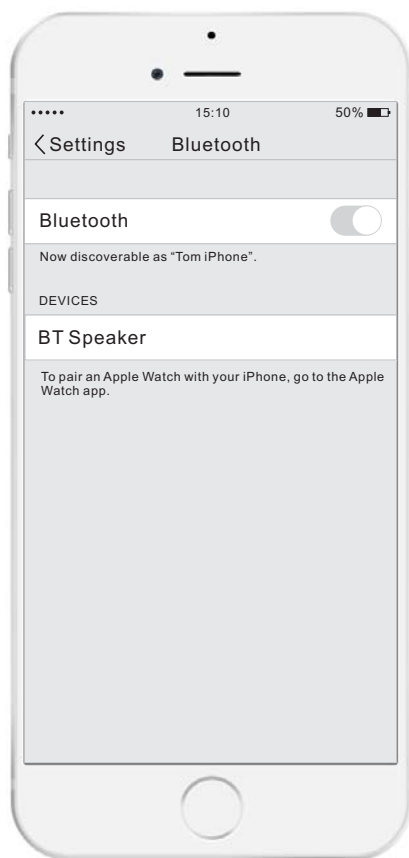 15:10 50%
Settings Bluetooth
Bluetooth
Now discoverable as “Tom iPhone”.
DEVICES
BT Speaker
To pair an Apple Watch with your iPhone, go to the Apple
Watch app.